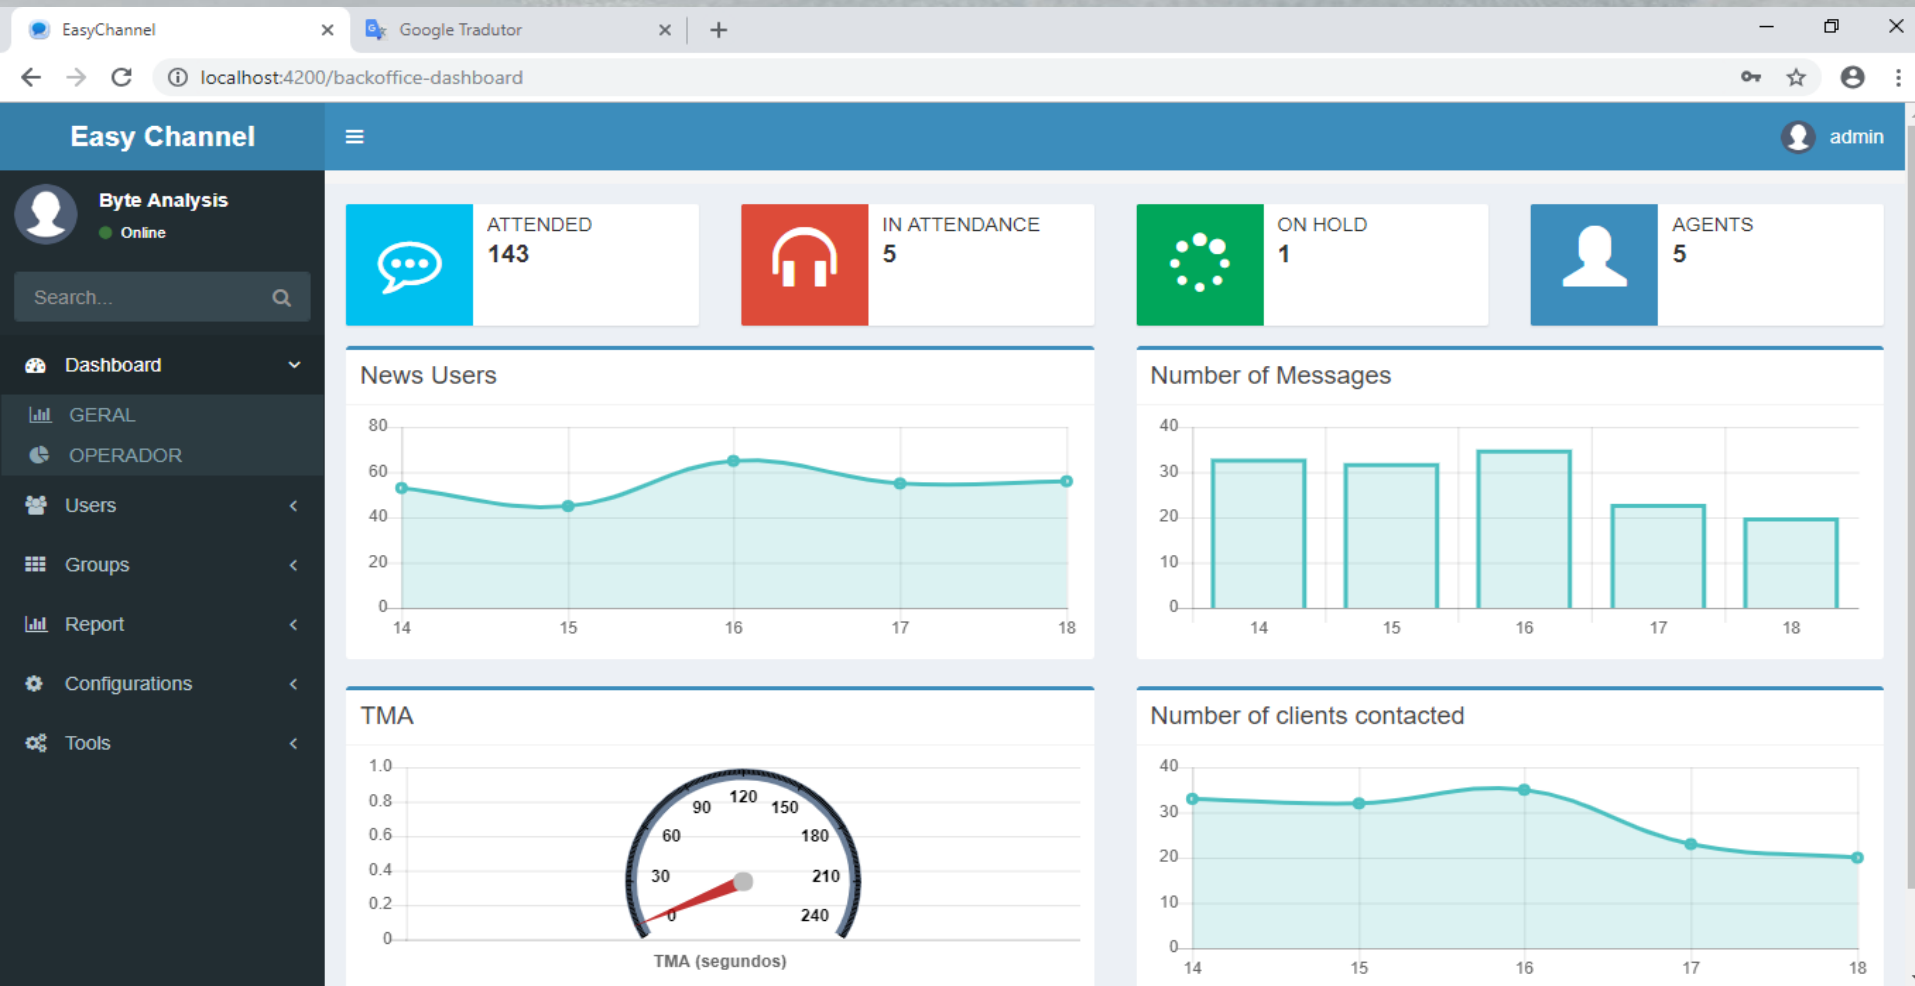 EasyChannel
Google Tradutor
localhost:4200/backoffice-dashboard
Easy Channel
admin
Byte Analysis
Online
Search...
Dashboard
GERAL
OPERADOR
Users
Groups
Report
Configurations
Tools
ATTENDED
143
IN ATTENDANCE
5
ON HOLD
1
AGENTS
5
News Users
80
60
40
20
0
14 15 16 17 18
Number of Messages
40
30
20
10
0
14 15 16 17 18
TMA
1.0
0.8
0.6
0.4
0.2
0
0 30 60 90 120 150 180 210 240
TMA (segundos)
Number of clients contacted
40
30
20
10
0
14 15 16 17 18